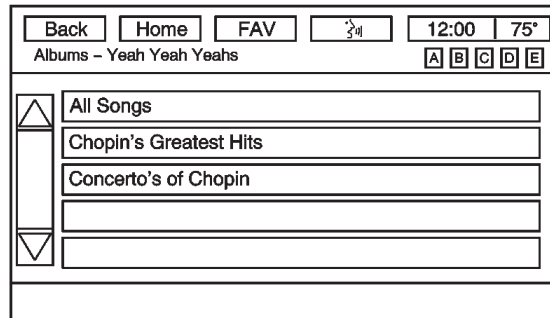 Back Home FAV 12:00 75°
Albums – Yeah Yeah Yeahs A B C D E
All Songs
Chopin's Greatest Hits
Concerto's of Chopin